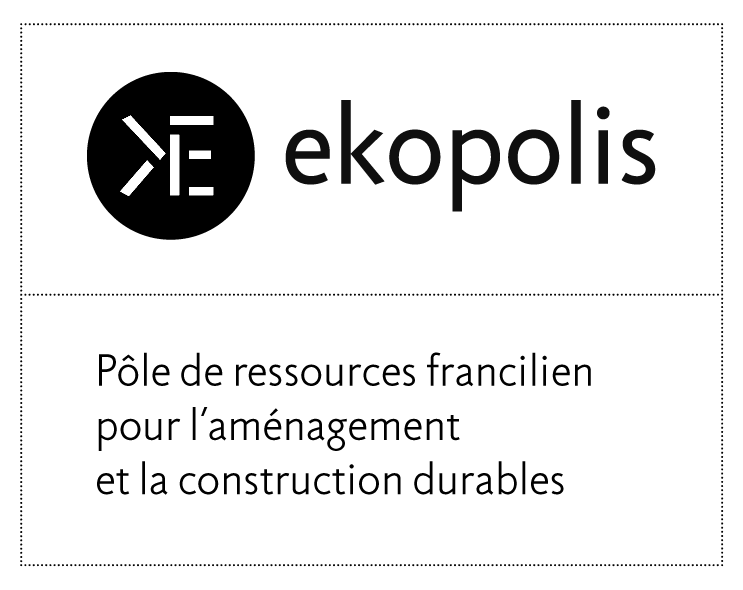 ekopolis
Pôle de ressources francilien
pour l’aménagement
et la construction durables